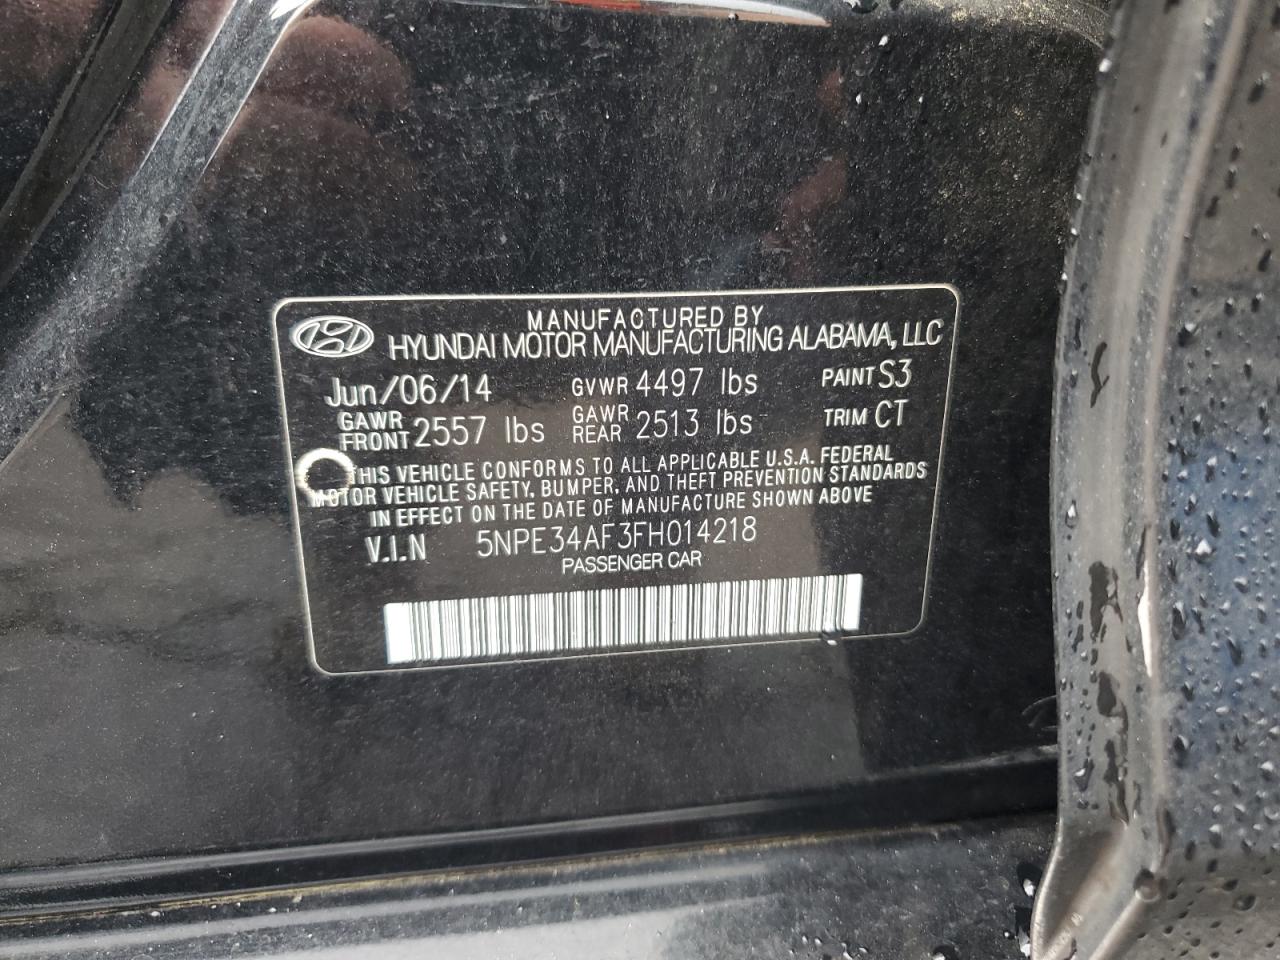 MANUFACTURED BY
HYUNDAI MOTOR MANUFACTURING ALABAMA, LLC
Jun/06/14 GVWR 4497 lbs PAINT S3
GAWR FRONT 2557 lbs GAWR REAR 2513 lbs TRIM CT
THIS VEHICLE CONFORMS TO ALL APPLICABLE U.S.A. FEDERAL
MOTOR VEHICLE SAFETY, BUMPER, AND THEFT PREVENTION STANDARDS
IN EFFECT ON THE DATE OF MANUFACTURE SHOWN ABOVE
V.I.N 5NPE34AF3FH014218
PASSENGER CAR